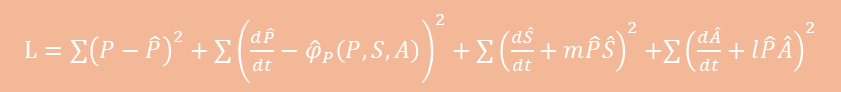 L = ∑(P − P̂)² + ∑(dP̂/dt − φ̂_P(P, S, A))² + ∑(dŜ/dt + mP̂Ŝ)² +∑(dÂ/dt + lP̂Â)²